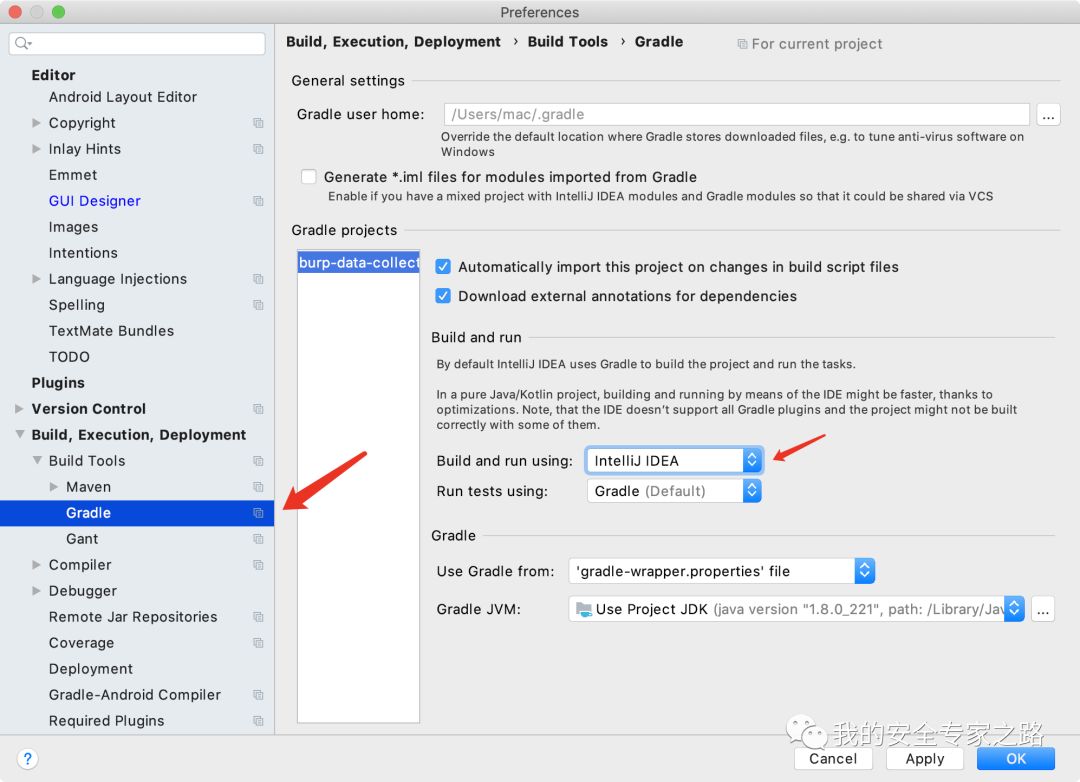 Preferences
Build, Execution, Deployment › Build Tools › Gradle
For current project
Editor
Android Layout Editor
Copyright
Inlay Hints
Emmet
GUI Designer
Images
Intentions
Language Injections
Spelling
TextMate Bundles
TODO
Plugins
Version Control
Build, Execution, Deployment
Build Tools
Maven
Gradle
Gant
Compiler
Debugger
Remote Jar Repositories
Coverage
Deployment
Gradle-Android Compiler
Required Plugins
?
General settings
Gradle user home: /Users/mac/.gradle ...
Override the default location where Gradle stores downloaded files, e.g. to tune anti-virus software on
Windows
Generate *.iml files for modules imported from Gradle
Enable if you have a mixed project with IntelliJ IDEA modules and Gradle modules so that it could be shared via VCS
Gradle projects
burp-data-collect
Automatically import this project on changes in build script files
Download external annotations for dependencies
Build and run
By default IntelliJ IDEA uses Gradle to build the project and run the tasks.
In a pure Java/Kotlin project, building and running by means of the IDE might be faster, thanks to
optimizations. Note, that the IDE doesn't support all Gradle plugins and the project might not be built
correctly with some of them.
Build and run using: IntelliJ IDEA
Run tests using: Gradle (Default)
Gradle
Use Gradle from: 'gradle-wrapper.properties' file
Gradle JVM: Use Project JDK (java version "1.8.0_221", path: /Library/Jav ...
我的安全专家之路
Cancel Apply OK